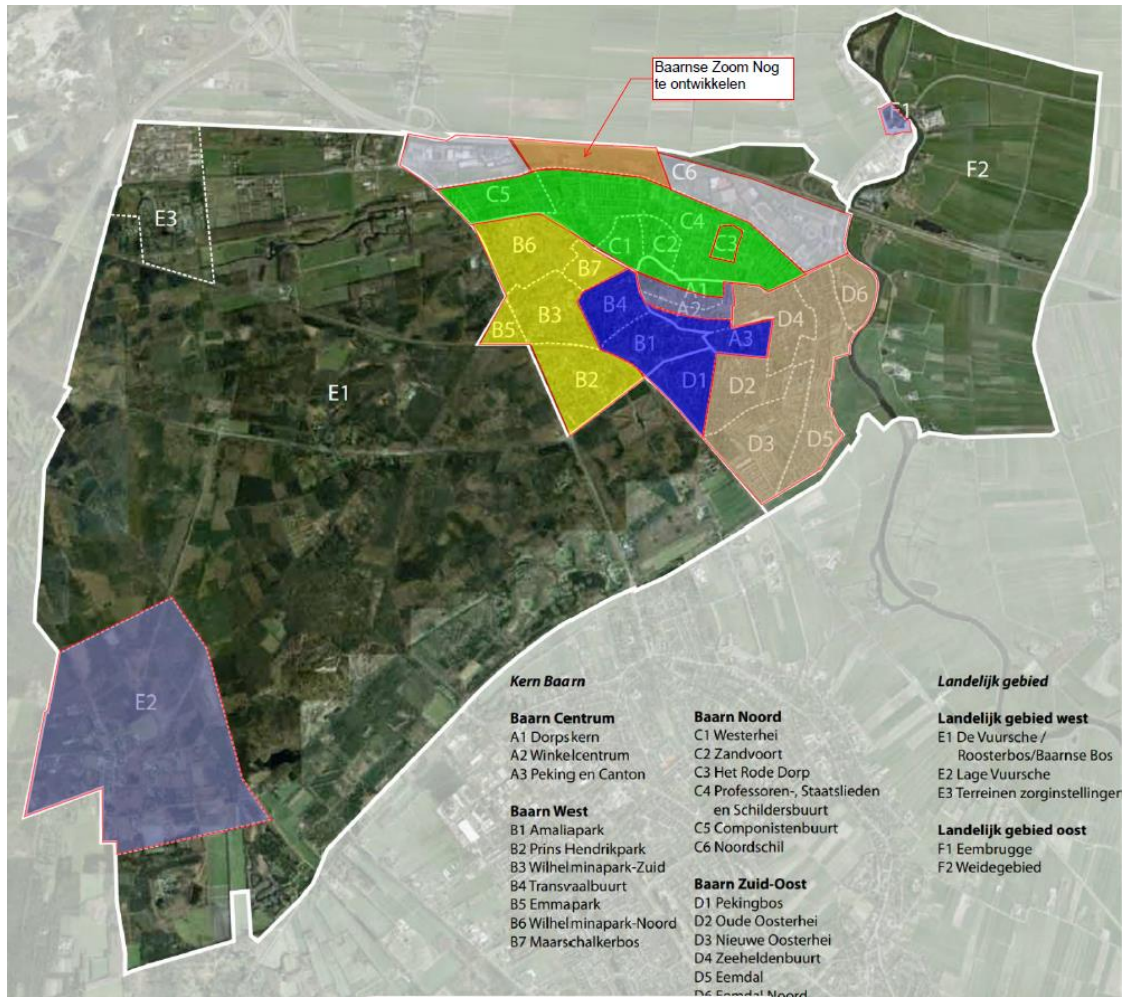 Baarnse Zoom Nog
te ontwikkelen
F1
F2
E3
C6
C5
C4
C1
C2
C3
B6
B7
A1
A2
D6
B4
D4
B3
B5
B1
A3
B2
D1
D2
E1
D3
D5
E2
Kern Baarn
Baarn Centrum
A1 Dorpskern
A2 Winkelcentrum
A3 Peking en Canton
Baarn West
B1 Amaliapark
B2 Prins Hendrikpark
B3 Wilhelminapark-Zuid
B4 Transvaalbuurt
B5 Emmapark
B6 Wilhelminapark-Noord
B7 Maarschalkerbos
Baarn Noord
C1 Westerhei
C2 Zandvoort
C3 Het Rode Dorp
C4 Professoren-, Staatslieden
en Schildersbuurt
C5 Componistenbuurt
C6 Noordschil
Baarn Zuid-Oost
D1 Pekingbos
D2 Oude Oosterhei
D3 Nieuwe Oosterhei
D4 Zeeheldenbuurt
D5 Eemdal
D6 Eemdal Noord
Landelijk gebied
Landelijk gebied west
E1 De Vuursche /
Roosterbos/Baarnse Bos
E2 Lage Vuursche
E3 Terreinen zorginstellingen
Landelijk gebied oost
F1 Eembrugge
F2 Weidegebied